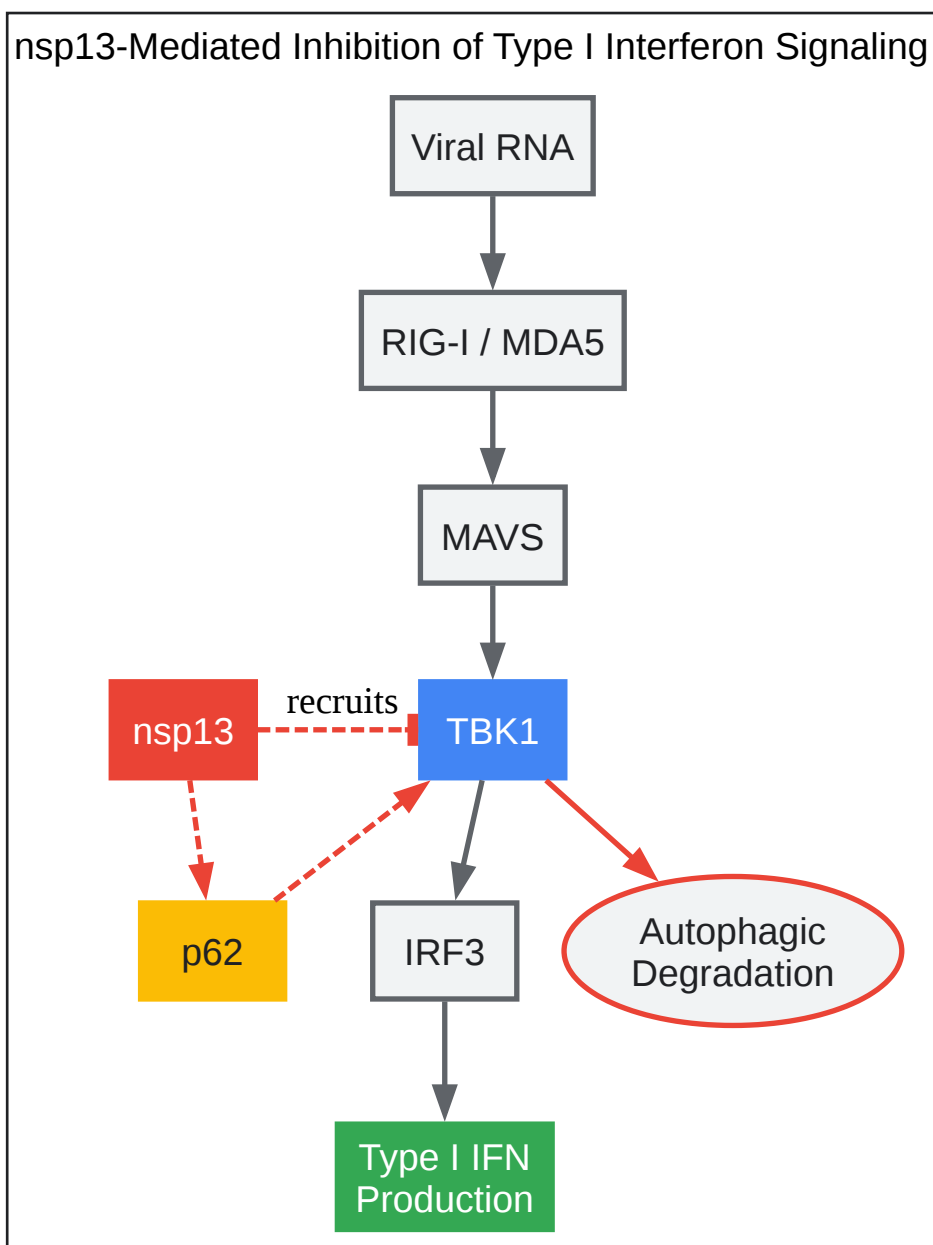 nsp13-Mediated Inhibition of Type I Interferon Signaling
Viral RNA
RIG-I / MDA5
MAVS
nsp13
recruits
TBK1
p62
IRF3
Autophagic
Degradation
Type I IFN
Production